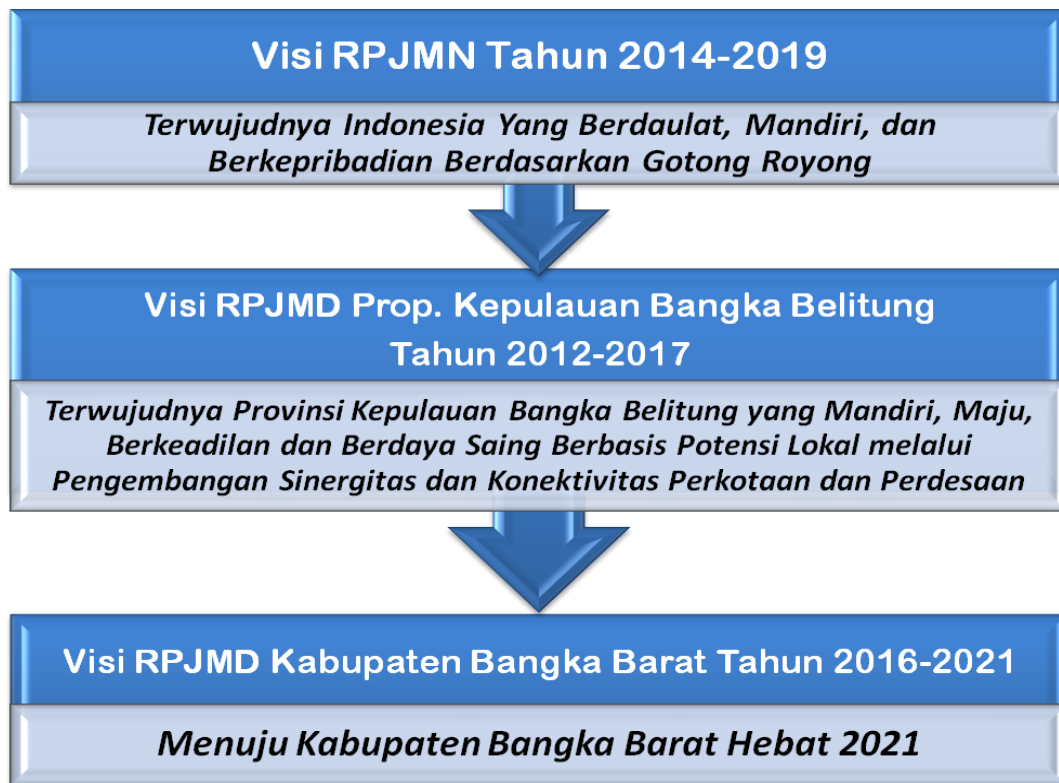 Visi RPJMN Tahun 2014-2019
Terwujudnya Indonesia Yang Berdaulat, Mandiri, dan
Berkepribadian Berdasarkan Gotong Royong
Visi RPJMD Prop. Kepulauan Bangka Belitung
Tahun 2012-2017
Terwujudnya Provinsi Kepulauan Bangka Belitung yang Mandiri, Maju,
Berkeadilan dan Berdaya Saing Berbasis Potensi Lokal melalui
Pengembangan Sinergitas dan Konektivitas Perkotaan dan Perdesaan
Visi RPJMD Kabupaten Bangka Barat Tahun 2016-2021
Menuju Kabupaten Bangka Barat Hebat 2021